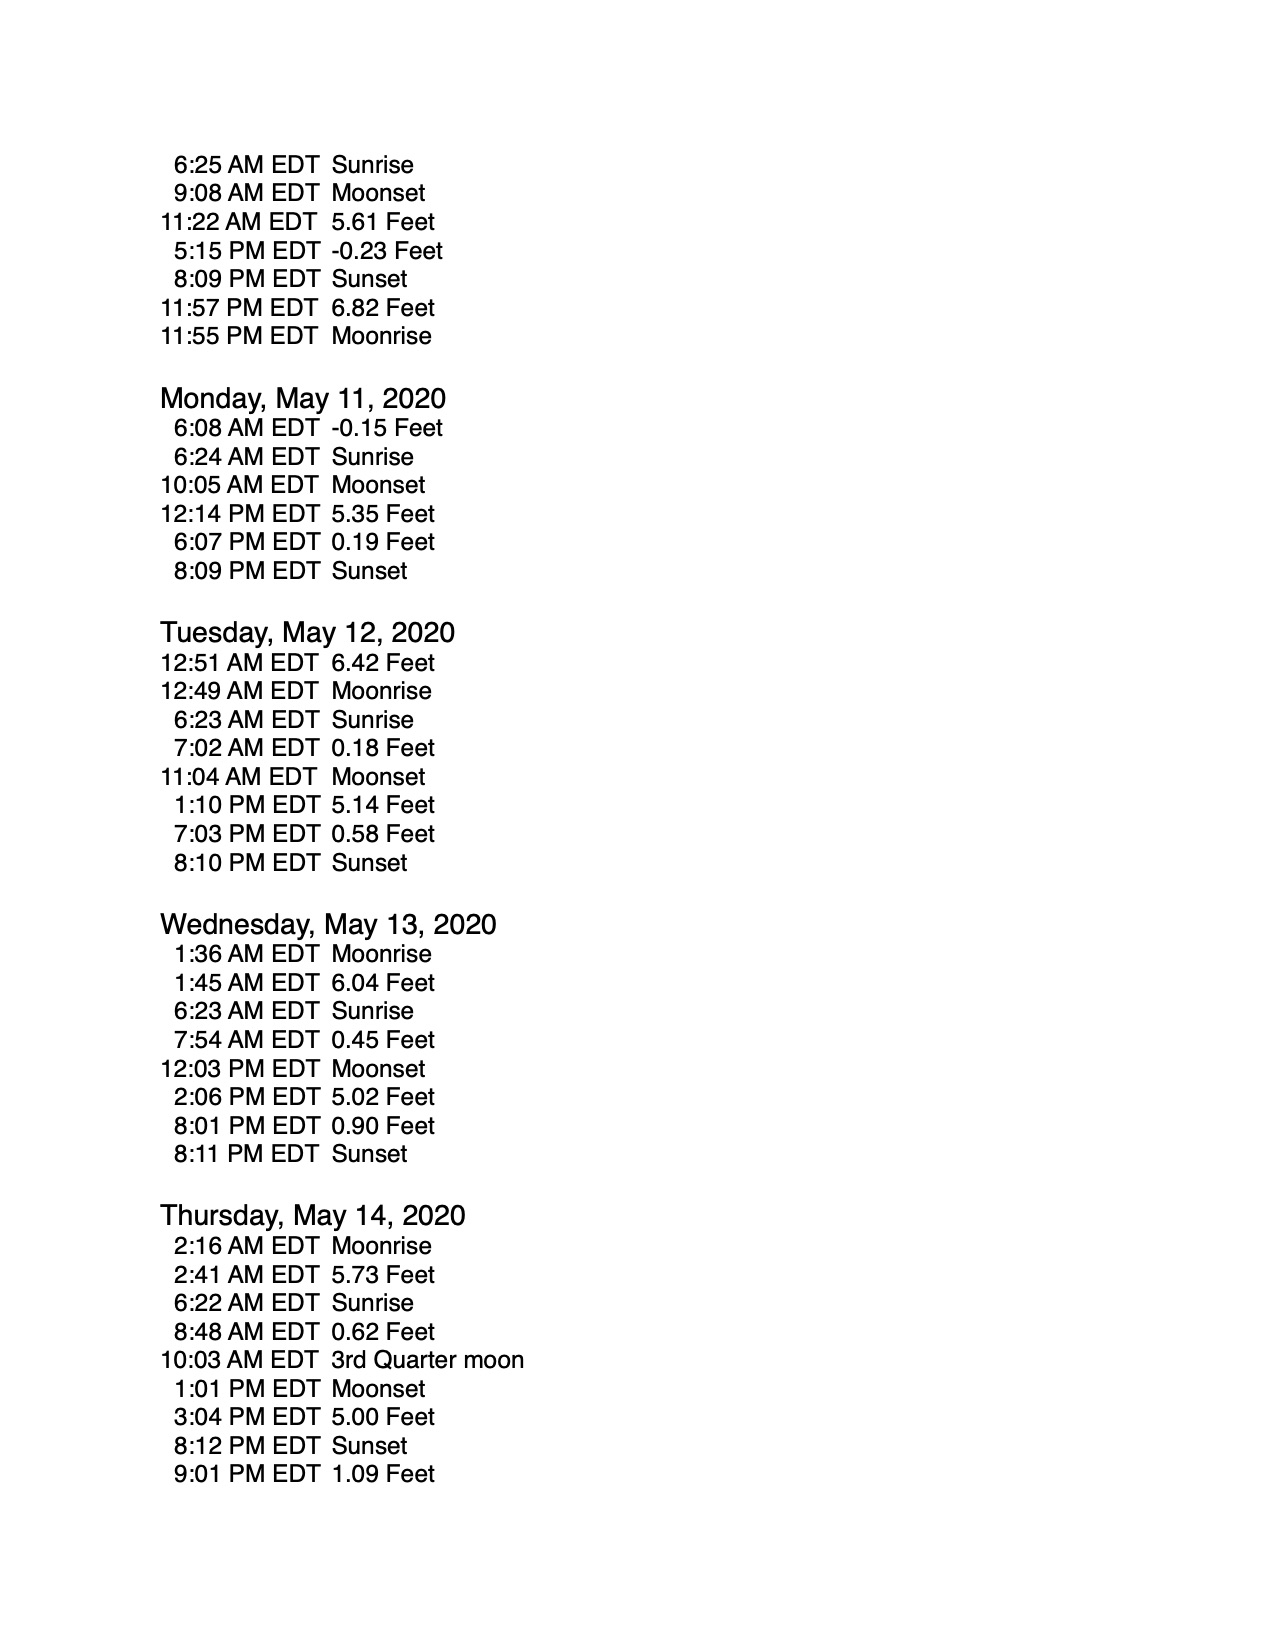 6:25 AM EDT Sunrise
9:08 AM EDT Moonset
11:22 AM EDT 5.61 Feet
5:15 PM EDT -0.23 Feet
8:09 PM EDT Sunset
11:57 PM EDT 6.82 Feet
11:55 PM EDT Moonrise
Monday, May 11, 2020
6:08 AM EDT -0.15 Feet
6:24 AM EDT Sunrise
10:05 AM EDT Moonset
12:14 PM EDT 5.35 Feet
6:07 PM EDT 0.19 Feet
8:09 PM EDT Sunset
Tuesday, May 12, 2020
12:51 AM EDT 6.42 Feet
12:49 AM EDT Moonrise
6:23 AM EDT Sunrise
7:02 AM EDT 0.18 Feet
11:04 AM EDT Moonset
1:10 PM EDT 5.14 Feet
7:03 PM EDT 0.58 Feet
8:10 PM EDT Sunset
Wednesday, May 13, 2020
1:36 AM EDT Moonrise
1:45 AM EDT 6.04 Feet
6:23 AM EDT Sunrise
7:54 AM EDT 0.45 Feet
12:03 PM EDT Moonset
2:06 PM EDT 5.02 Feet
8:01 PM EDT 0.90 Feet
8:11 PM EDT Sunset
Thursday, May 14, 2020
2:16 AM EDT Moonrise
2:41 AM EDT 5.73 Feet
6:22 AM EDT Sunrise
8:48 AM EDT 0.62 Feet
10:03 AM EDT 3rd Quarter moon
1:01 PM EDT Moonset
3:04 PM EDT 5.00 Feet
8:12 PM EDT Sunset
9:01 PM EDT 1.09 Feet